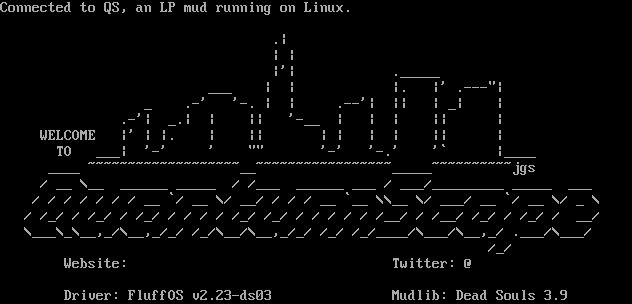 Connected to QS, an LP mud running on Linux.
WELCOME
TO
jgs
Website:
Twitter: @
Driver: FluffOS v2.23-ds03
Mudlib: Dead Souls 3.9